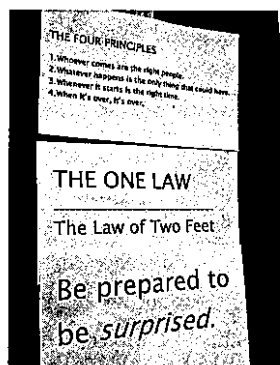 THE FOUR PRINCIPLES
1. Whoever comes are the right people.
2. Whatever happens is the only thing that could have.
3. Whenever it starts is the right time.
4. When it's over, it's over.
THE ONE LAW
The Law of Two Feet
Be prepared to
be surprised.